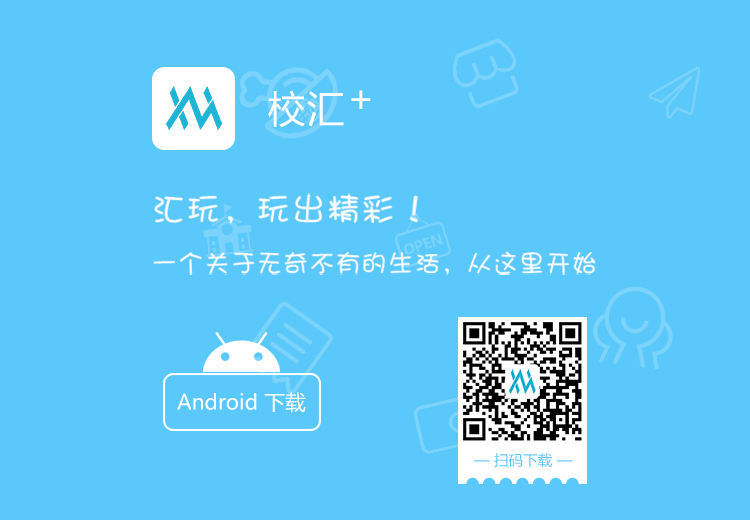 校汇+
汇玩，玩出精彩！
OPEN
一个关于无奇不有的生活，从这里开始
Android 下载
— 扫码下载 —